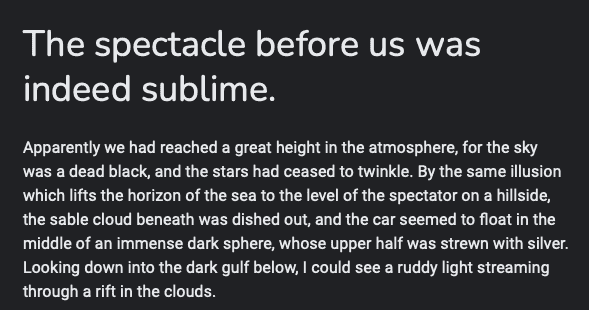 The spectacle before us was
indeed sublime.
Apparently we had reached a great height in the atmosphere, for the sky
was a dead black, and the stars had ceased to twinkle. By the same illusion
which lifts the horizon of the sea to the level of the spectator on a hillside,
the sable cloud beneath was dished out, and the car seemed to float in the
middle of an immense dark sphere, whose upper half was strewn with silver.
Looking down into the dark gulf below, I could see a ruddy light streaming
through a rift in the clouds.